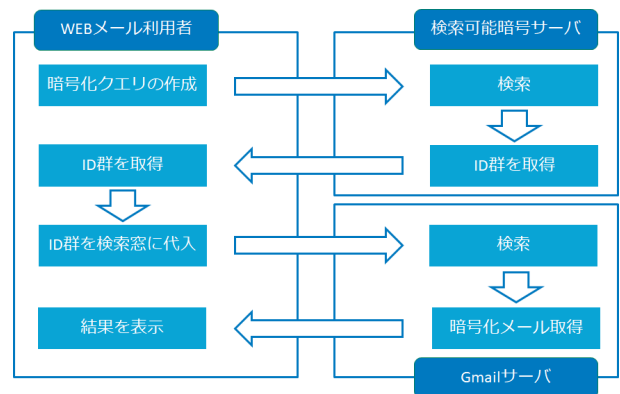 WEBメール利用者
検索可能暗号サーバ
暗号化クエリの作成
検索
ID群を取得
ID群を取得
ID群を検索窓に代入
検索
結果を表示
暗号化メール取得
Gmailサーバ